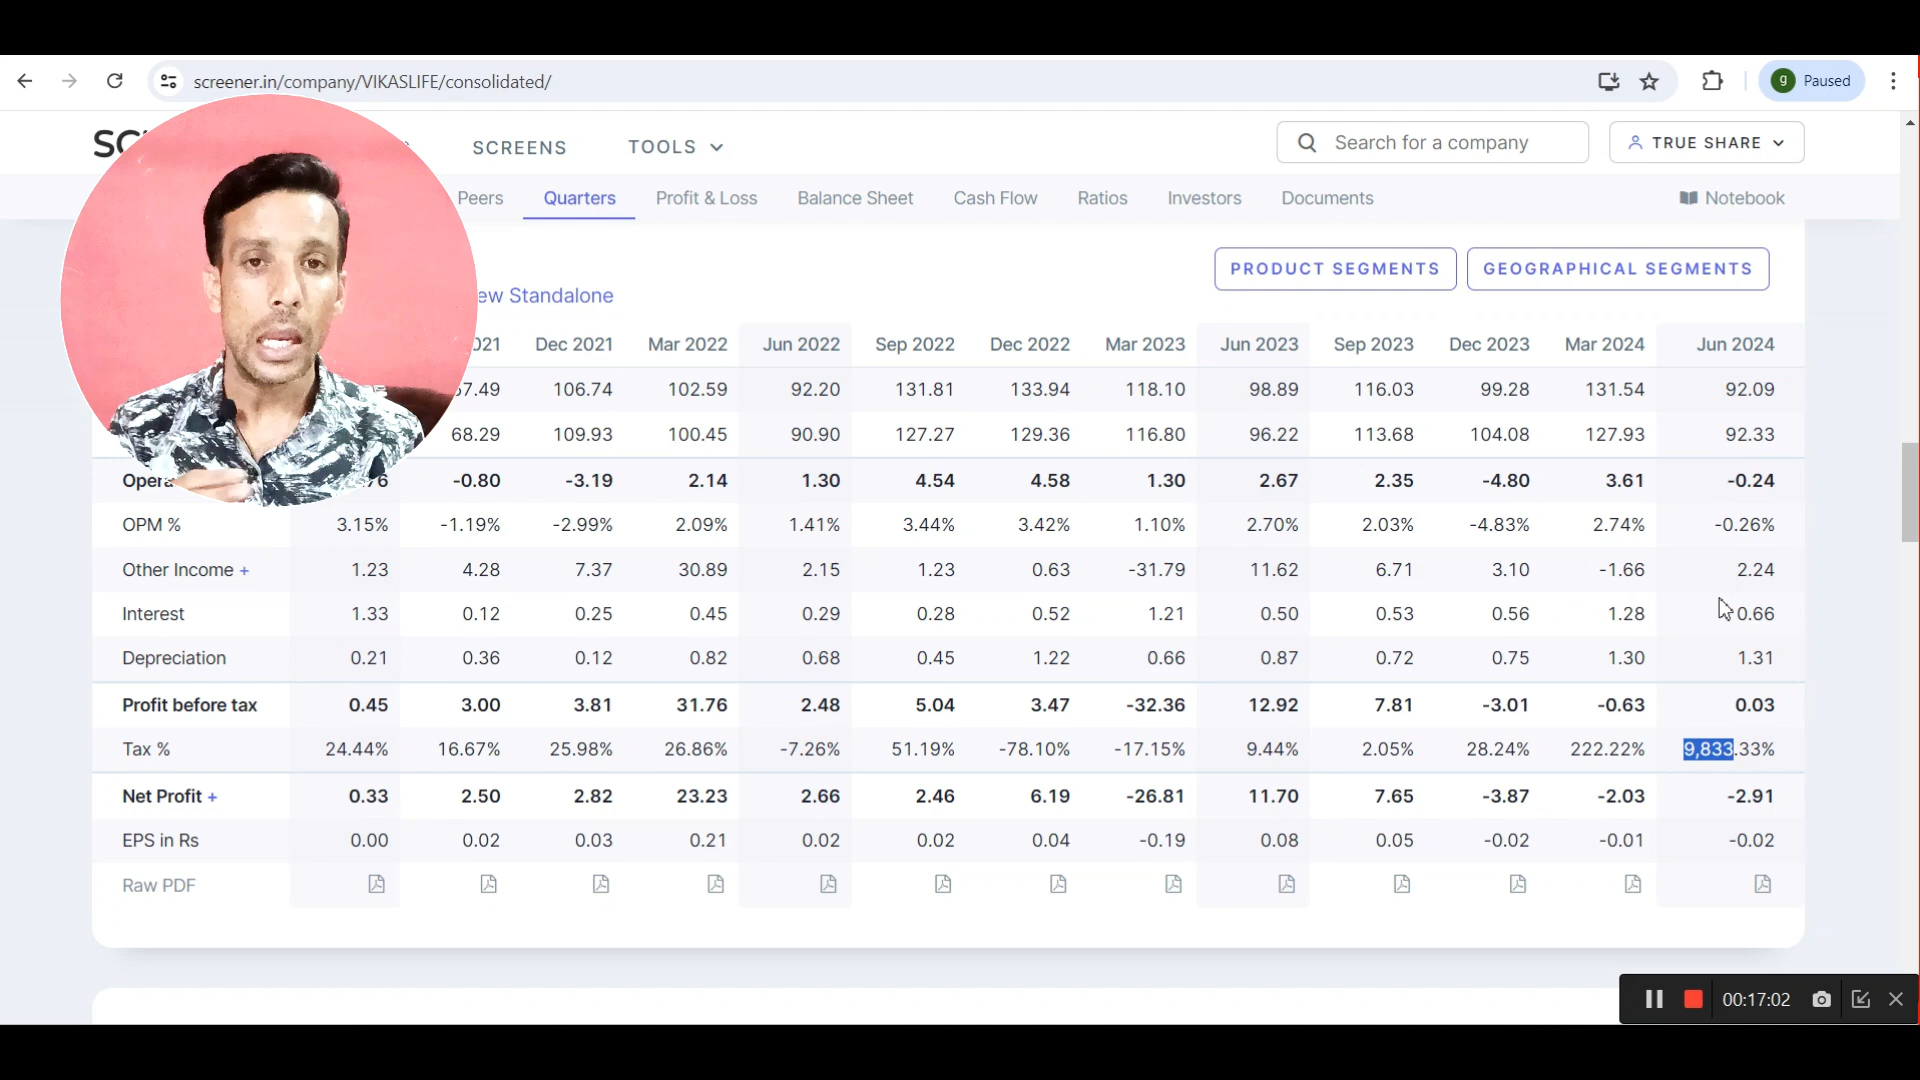 screener.in/company/VIKASLIFE/consolidated/
g Paused
SCREENS TOOLS Search for a company TRUE SHARE
Peers Quarters Profit & Loss Balance Sheet Cash Flow Ratios Investors Documents Notebook
PRODUCT SEGMENTS GEOGRAPHICAL SEGMENTS
ew Standalone
021 Dec 2021 Mar 2022 Jun 2022 Sep 2022 Dec 2022 Mar 2023 Jun 2023 Sep 2023 Dec 2023 Mar 2024 Jun 2024
7.49 106.74 102.59 92.20 131.81 133.94 118.10 98.89 116.03 99.28 131.54 92.09
68.29 109.93 100.45 90.90 127.27 129.36 116.80 96.22 113.68 104.08 127.93 92.33
Opera 6 -0.80 -3.19 2.14 1.30 4.54 4.58 1.30 2.67 2.35 -4.80 3.61 -0.24
OPM % 3.15% -1.19% -2.99% 2.09% 1.41% 3.44% 3.42% 1.10% 2.70% 2.03% -4.83% 2.74% -0.26%
Other Income + 1.23 4.28 7.37 30.89 2.15 1.23 0.63 -31.79 11.62 6.71 3.10 -1.66 2.24
Interest 1.33 0.12 0.25 0.45 0.29 0.28 0.52 1.21 0.50 0.53 0.56 1.28 0.66
Depreciation 0.21 0.36 0.12 0.82 0.68 0.45 1.22 0.66 0.87 0.72 0.75 1.30 1.31
Profit before tax 0.45 3.00 3.81 31.76 2.48 5.04 3.47 -32.36 12.92 7.81 -3.01 -0.63 0.03
Tax % 24.44% 16.67% 25.98% 26.86% -7.26% 51.19% -78.10% -17.15% 9.44% 2.05% 28.24% 222.22% 9,833.33%
Net Profit + 0.33 2.50 2.82 23.23 2.66 2.46 6.19 -26.81 11.70 7.65 -3.87 -2.03 -2.91
EPS in Rs 0.00 0.02 0.03 0.21 0.02 0.02 0.04 -0.19 0.08 0.05 -0.02 -0.01 -0.02
Raw PDF
00:17:02